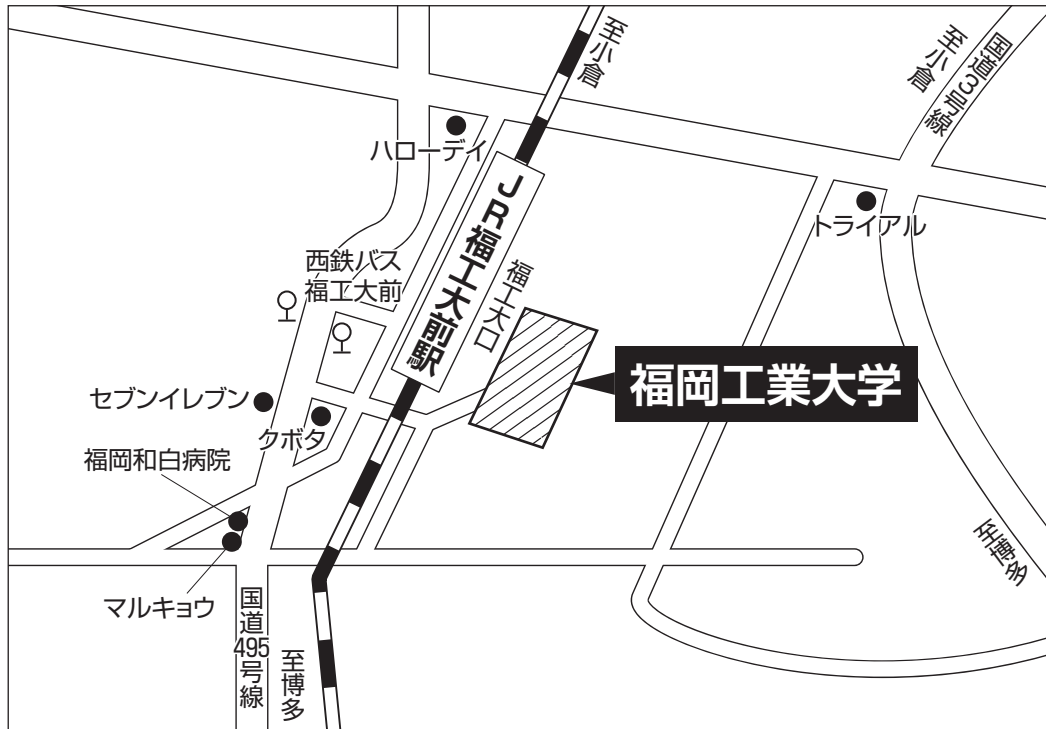 至小倉
国道3号線
至小倉
ハローデイ
JR福工大前駅
トライアル
西鉄バス
福工大前
福工大口
福岡工業大学
セブンイレブン
クボタ
福岡和白病院
至博多
マルキョウ
国道495号線
至博多